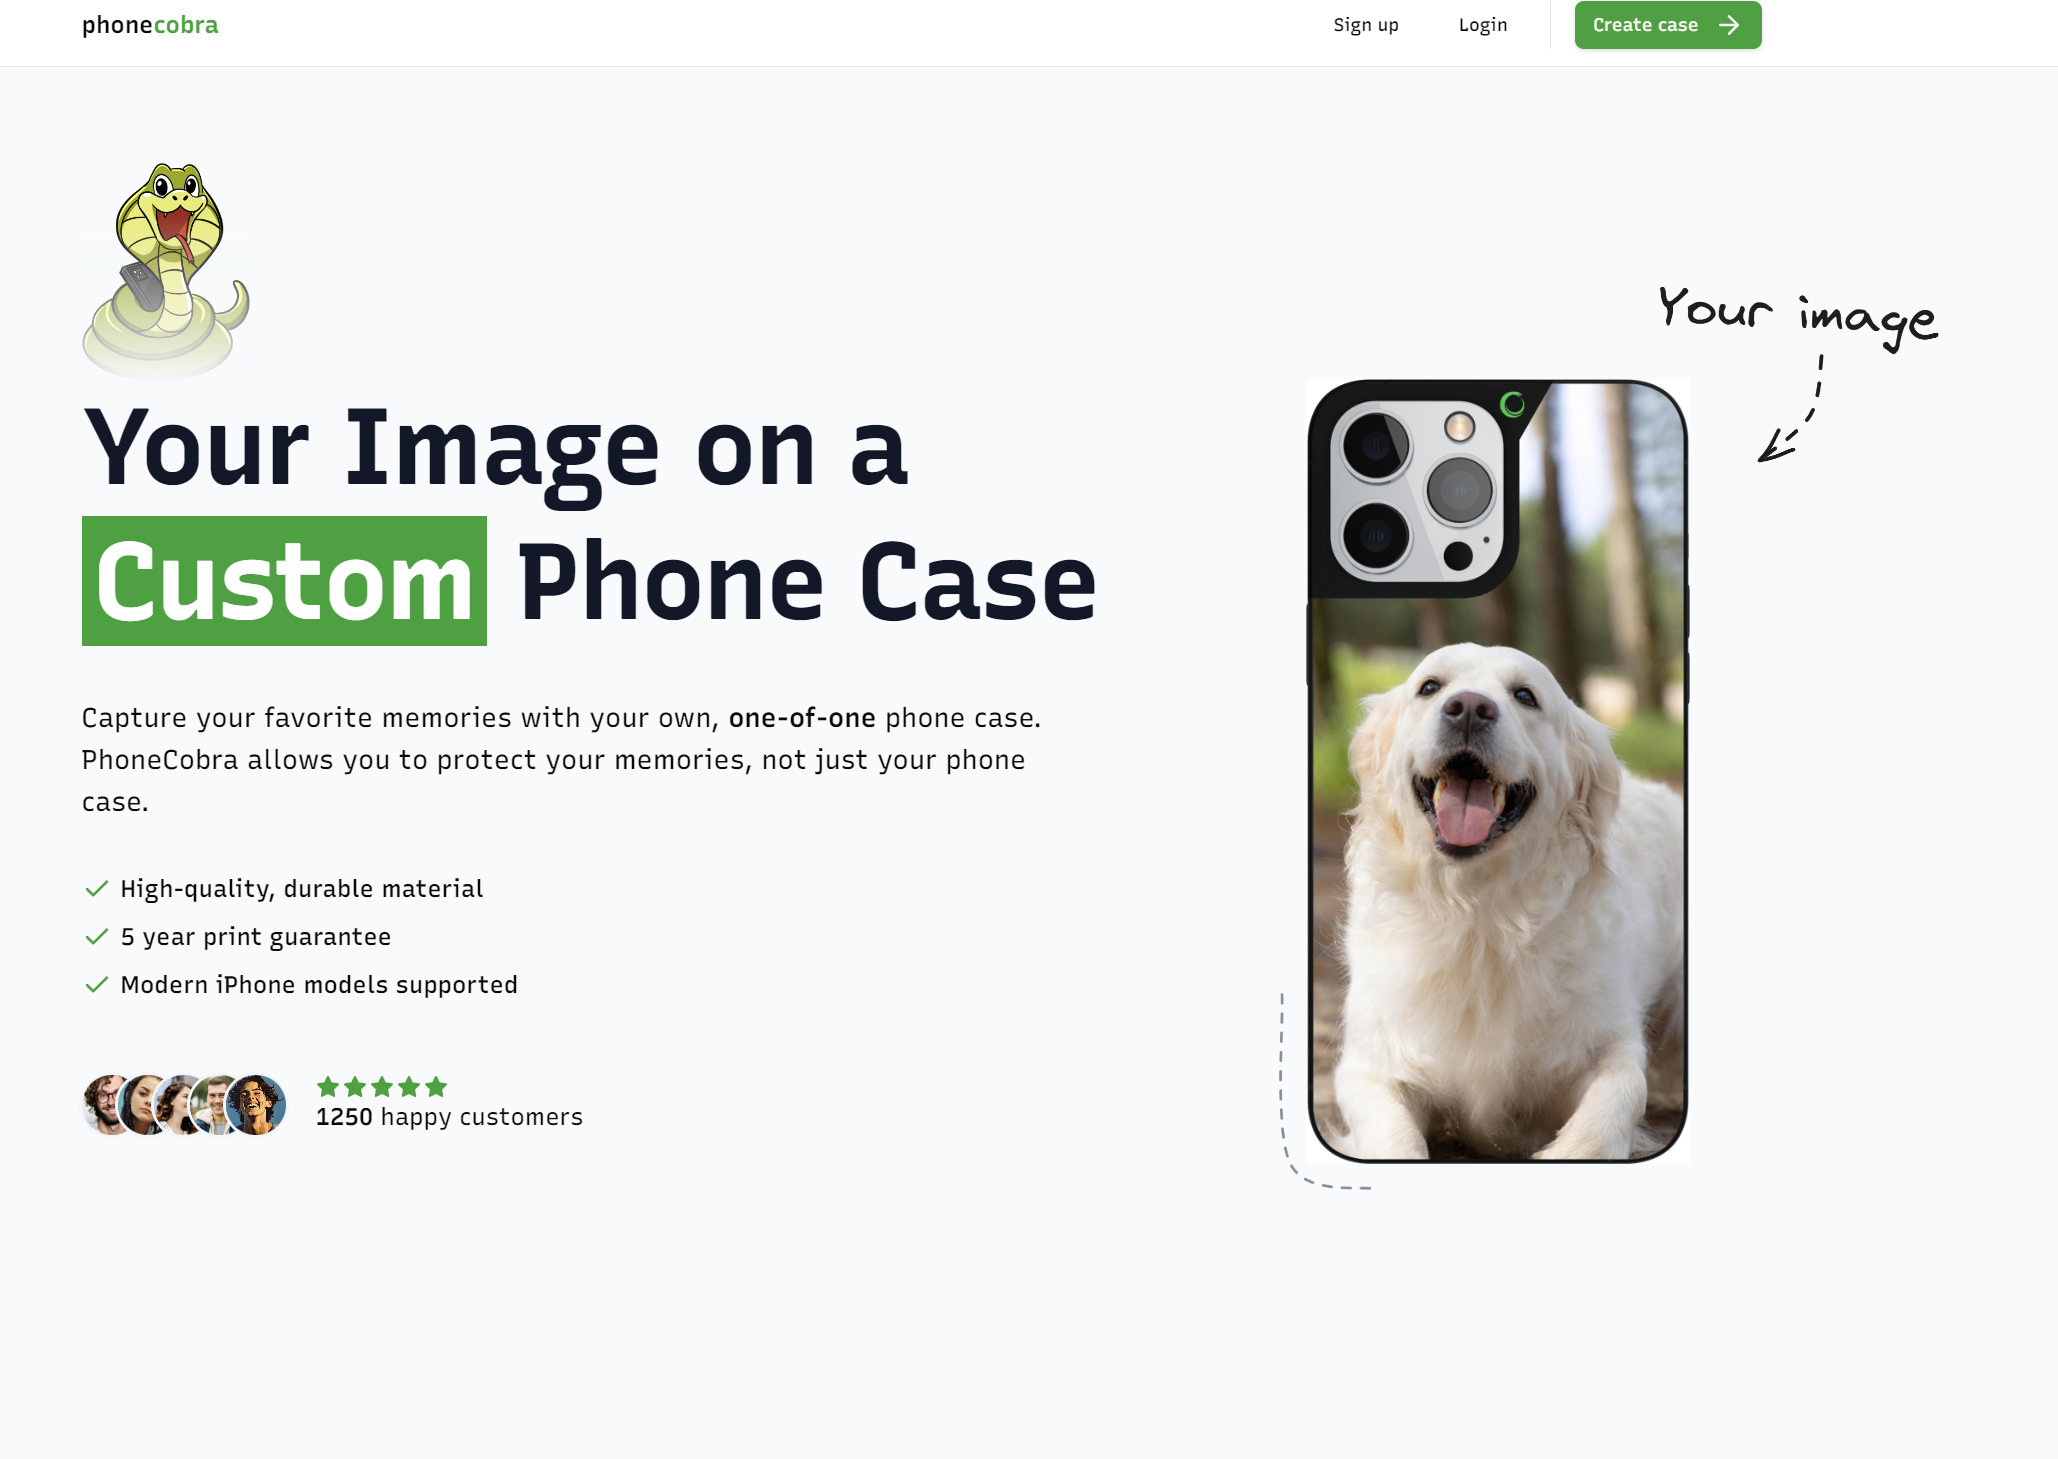 phonecobra
Sign up
Login
Create case
Your image
Your Image on a
Custom Phone Case
Capture your favorite memories with your own, one-of-one phone case.
PhoneCobra allows you to protect your memories, not just your phone
case.
High-quality, durable material
5 year print guarantee
Modern iPhone models supported
1250 happy customers